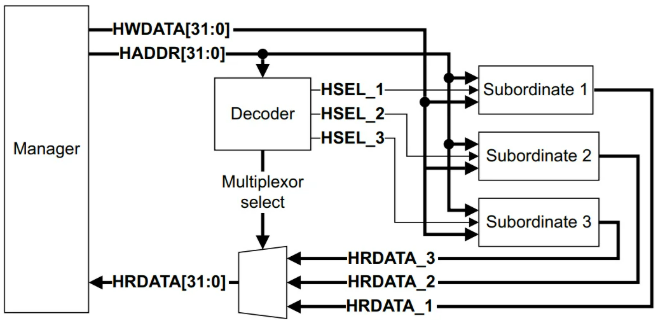 HWDATA[31:0]
HADDR[31:0]
Manager
Decoder
HSEL_1
HSEL_2
HSEL_3
Subordinate 1
Subordinate 2
Subordinate 3
Multiplexor
select
HRDATA[31:0]
HRDATA_3
HRDATA_2
HRDATA_1